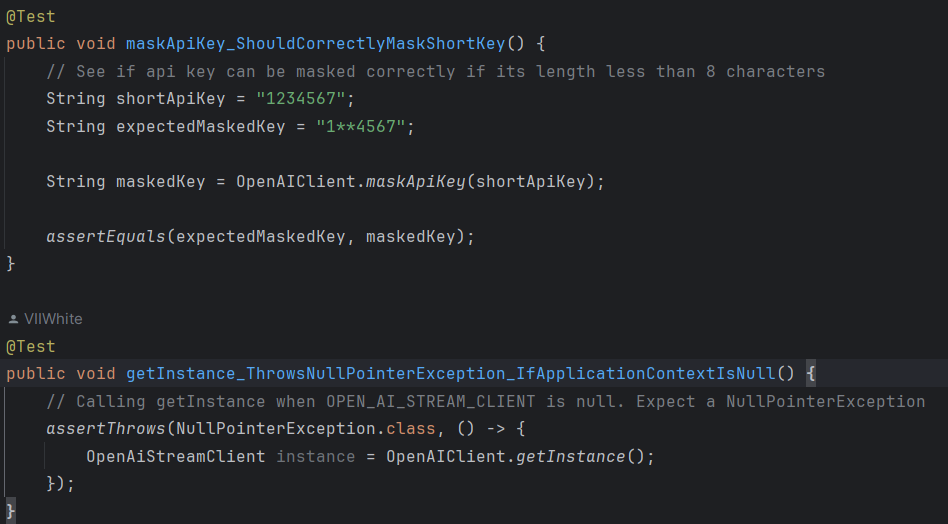 @Test
public void maskApiKey_ShouldCorrectlyMaskShortKey() {
    // See if api key can be masked correctly if its length less than 8 characters
    String shortApiKey = "1234567";
    String expectedMaskedKey = "1**4567";

    String maskedKey = OpenAIClient.maskApiKey(shortApiKey);

    assertEquals(expectedMaskedKey, maskedKey);
}

VIIWhite
@Test
public void getInstance_ThrowsNullPointerException_IfApplicationContextIsNull() {
    // Calling getInstance when OPEN_AI_STREAM_CLIENT is null. Expect a NullPointerException
    assertThrows(NullPointerException.class, () -> {
        OpenAiStreamClient instance = OpenAIClient.getInstance();
    });
}